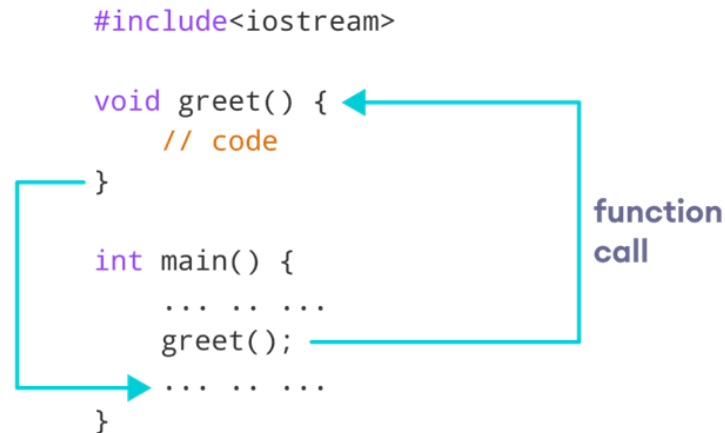 #include<iostream>
void greet() {
// code
}
function
call
int main() {
... .. ...
greet();
... .. ...
}